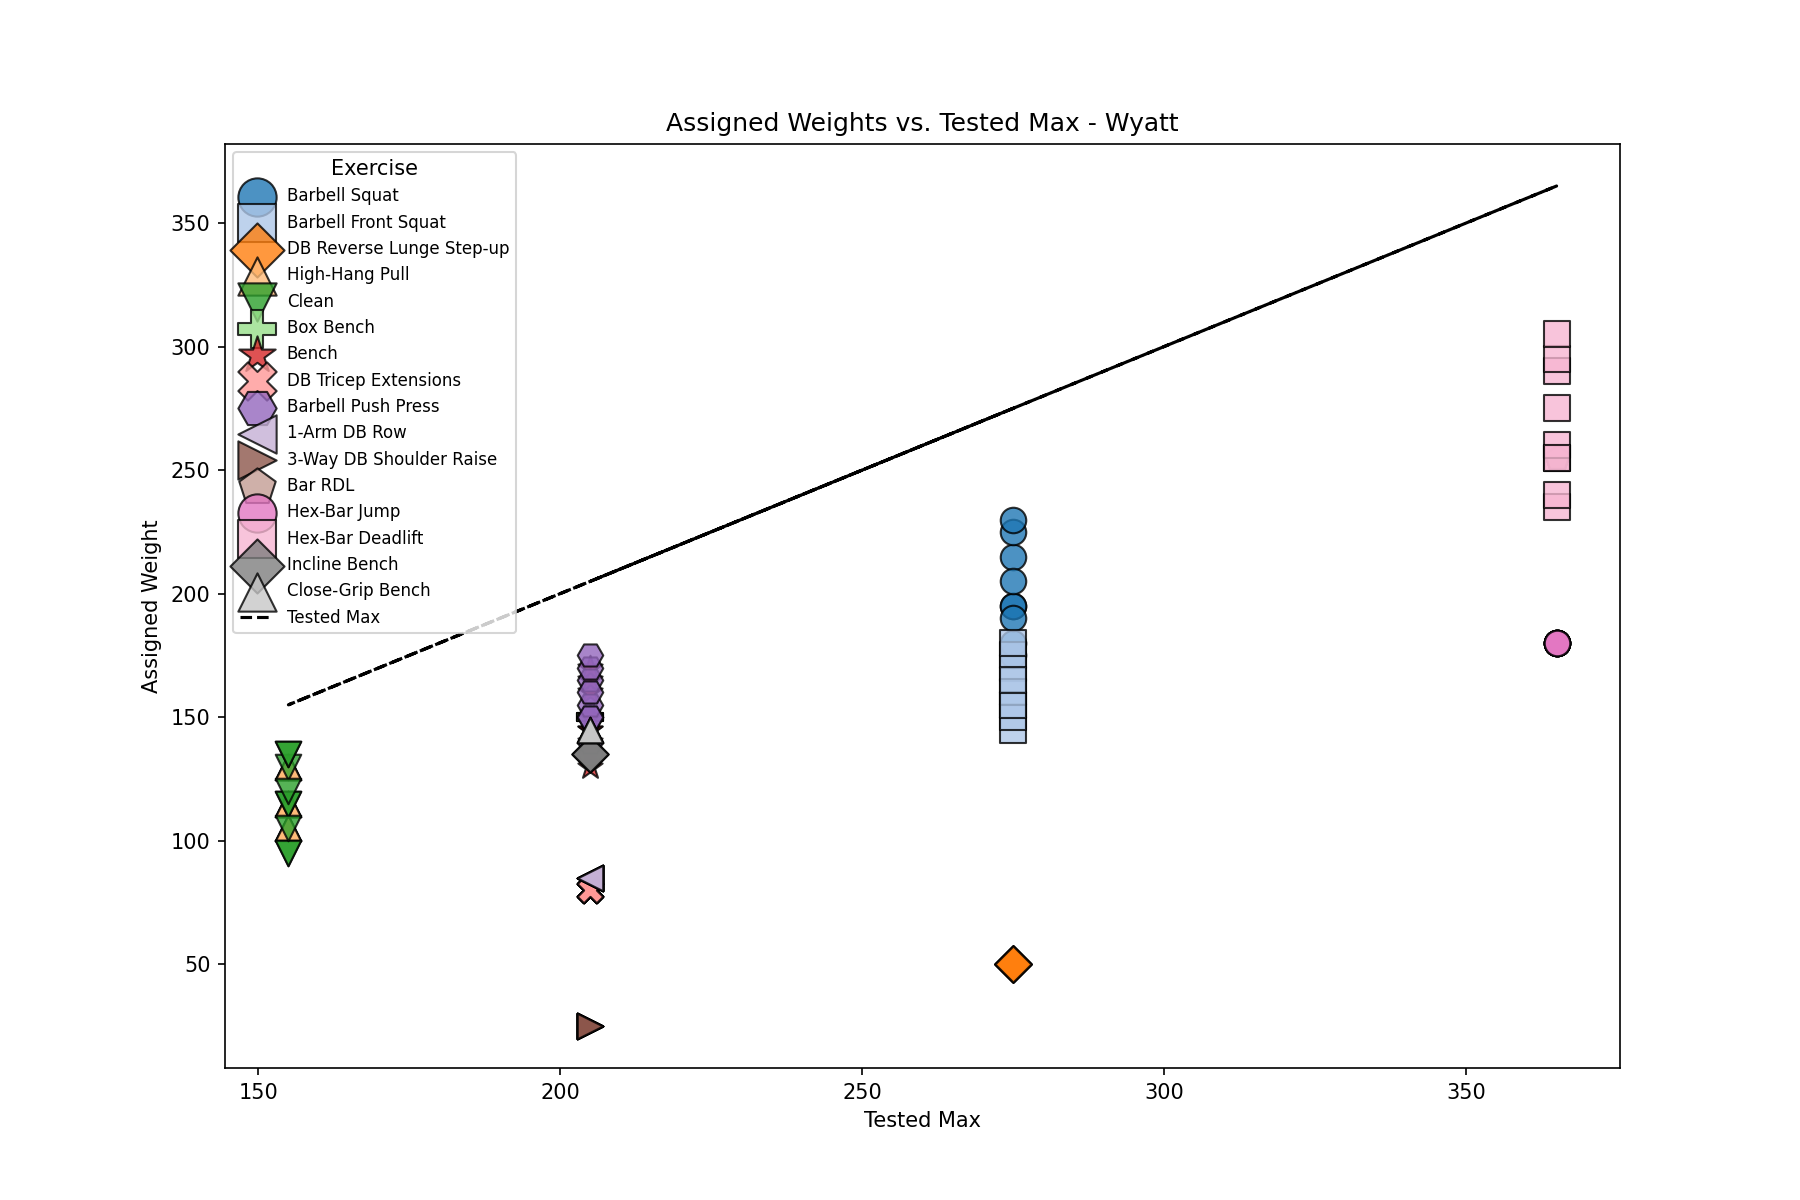 Assigned Weights vs. Tested Max - Wyatt
Exercise
Barbell Squat
Barbell Front Squat
DB Reverse Lunge Step-up
High-Hang Pull
Clean
Box Bench
Bench
DB Tricep Extensions
Barbell Push Press
1-Arm DB Row
3-Way DB Shoulder Raise
Bar RDL
Hex-Bar Jump
Hex-Bar Deadlift
Incline Bench
Close-Grip Bench
Tested Max
Assigned Weight
350
300
250
200
150
100
50
150
200
250
300
350
Tested Max